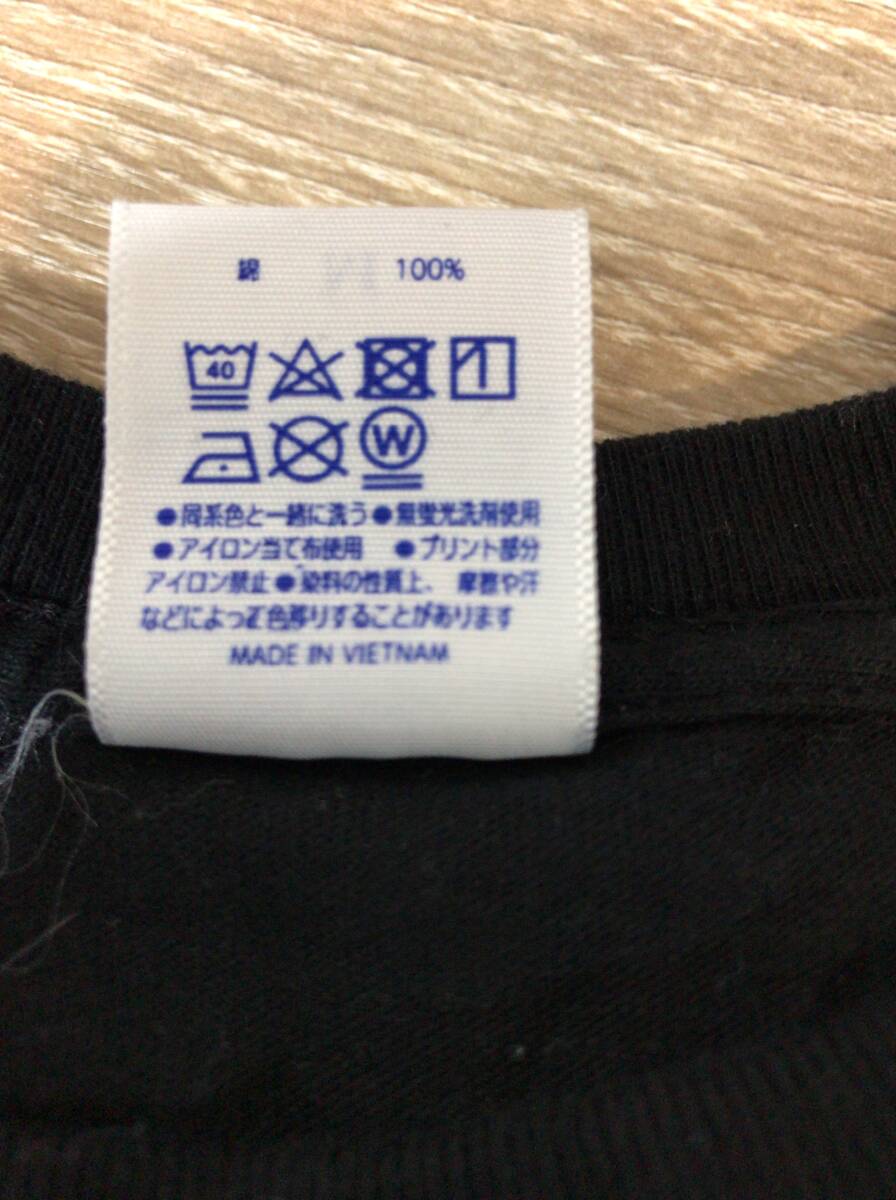 綿 100%
40
W
●同系色と一緒に洗う●無蛍光洗剤使用
●アイロン当て布使用 ●プリント部分
アイロン禁止●染料の性質上、摩擦や汗
などによって色移りすることがあります
MADE IN VIETNAM